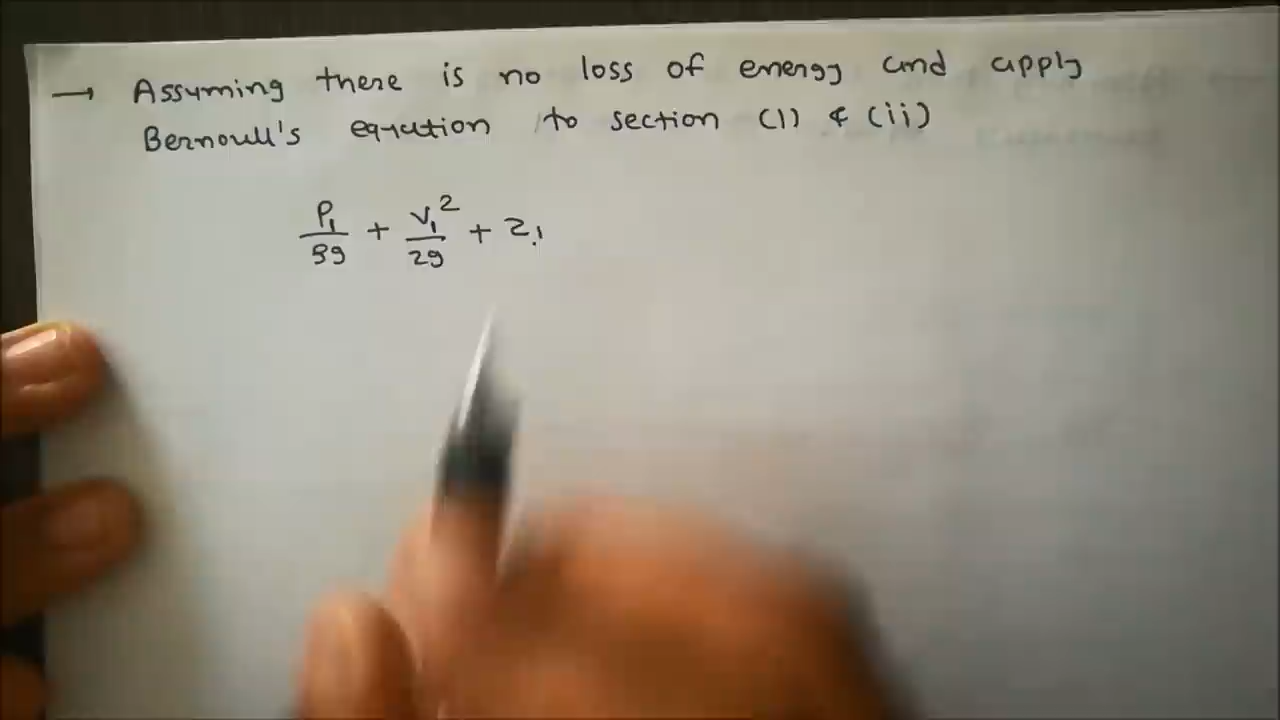 → Assuming there is no loss of energy and apply
Bernoull's equation to section (1) & (ii)
P₁/ρg + V₁²/2g + z₁